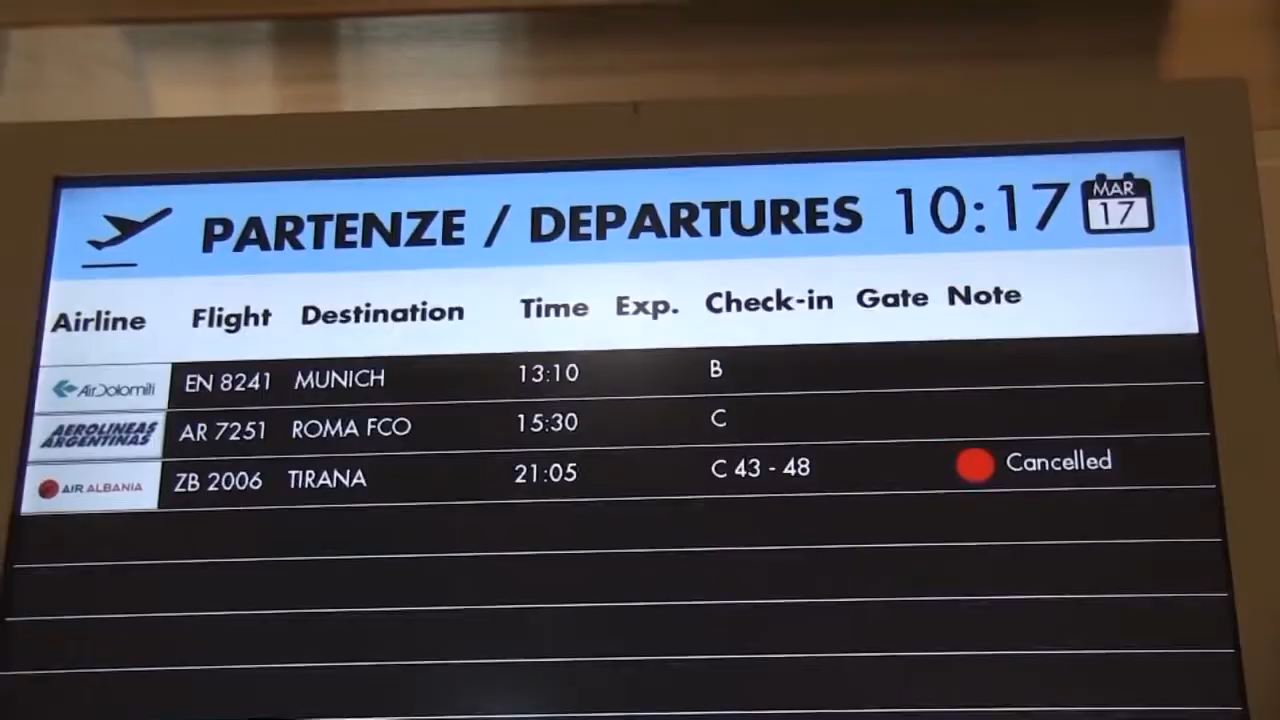 PARTENZE / DEPARTURES 10:17 MAR 17
Airline Flight Destination Time Exp. Check-in Gate Note
AirDolomiti EN 8241 MUNICH 13:10 B
AEROLINEAS ARGENTINAS AR 7251 ROMA FCO 15:30 C
AIR ALBANIA ZB 2006 TIRANA 21:05 C 43 - 48 Cancelled